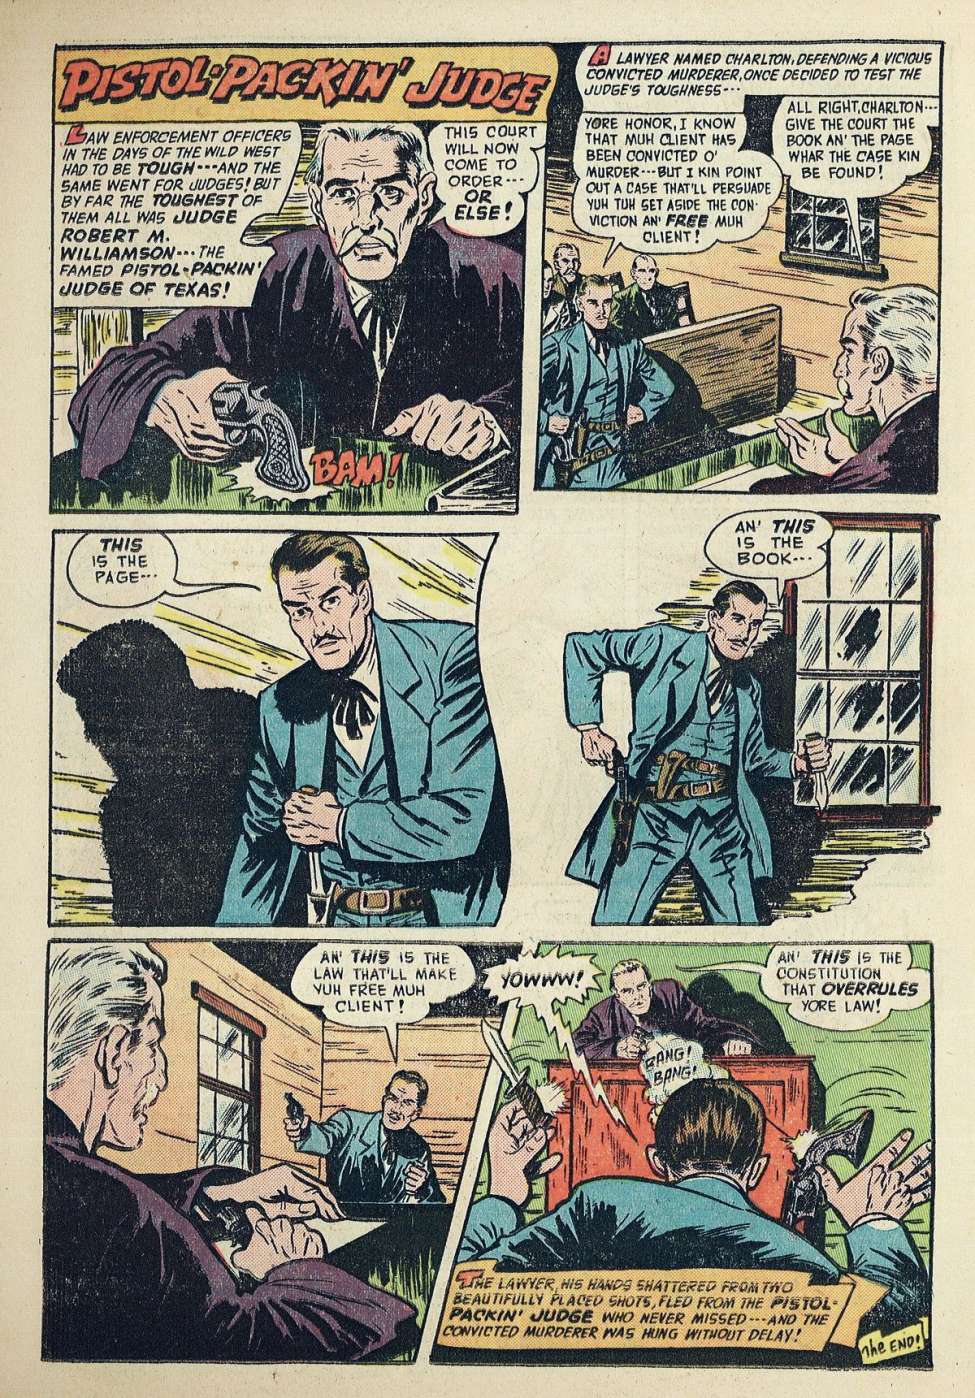 PISTOL-PACKIN' JUDGE
LAW ENFORCEMENT OFFICERS
IN THE DAYS OF THE WILD WEST
HAD TO BE TOUGH---AND THE
SAME WENT FOR JUDGES! BUT
BY FAR THE TOUGHEST OF
THEM ALL WAS JUDGE
ROBERT M.
WILLIAMSON---THE
FAMED PISTOL-PACKIN'
JUDGE OF TEXAS!
THIS COURT
WILL NOW
COME TO
ORDER---
OR
ELSE!
BAM!
A LAWYER NAMED CHARLTON, DEFENDING A VICIOUS
CONVICTED MURDERER, ONCE DECIDED TO TEST THE
JUDGE'S TOUGHNESS---
YORE HONOR, I KNOW
THAT MUH CLIENT HAS
BEEN CONVICTED O'
MURDER---BUT I KIN POINT
OUT A CASE THAT'LL PERSUADE
YUH TUH SET ASIDE THE CON-
VICTION AN' FREE MUH
CLIENT!
ALL RIGHT, CHARLTON---
GIVE THE COURT THE
BOOK AN' THE PAGE
WHAR THE CASE KIN
BE FOUND!
THIS
IS THE
PAGE---
AN' THIS
IS THE
BOOK---
AN' THIS IS THE
LAW THAT'LL MAKE
YUH FREE MUH
CLIENT!
YOWWW!
AN' THIS IS THE
CONSTITUTION
THAT OVERRULES
YORE LAW!
BANG!
BANG!
THE LAWYER, HIS HANDS SHATTERED FROM TWO
BEAUTIFULLY PLACED SHOTS, FLED FROM THE PISTOL-
PACKIN' JUDGE WHO NEVER MISSED---AND THE
CONVICTED MURDERER WAS HUNG WITHOUT DELAY!
The END!